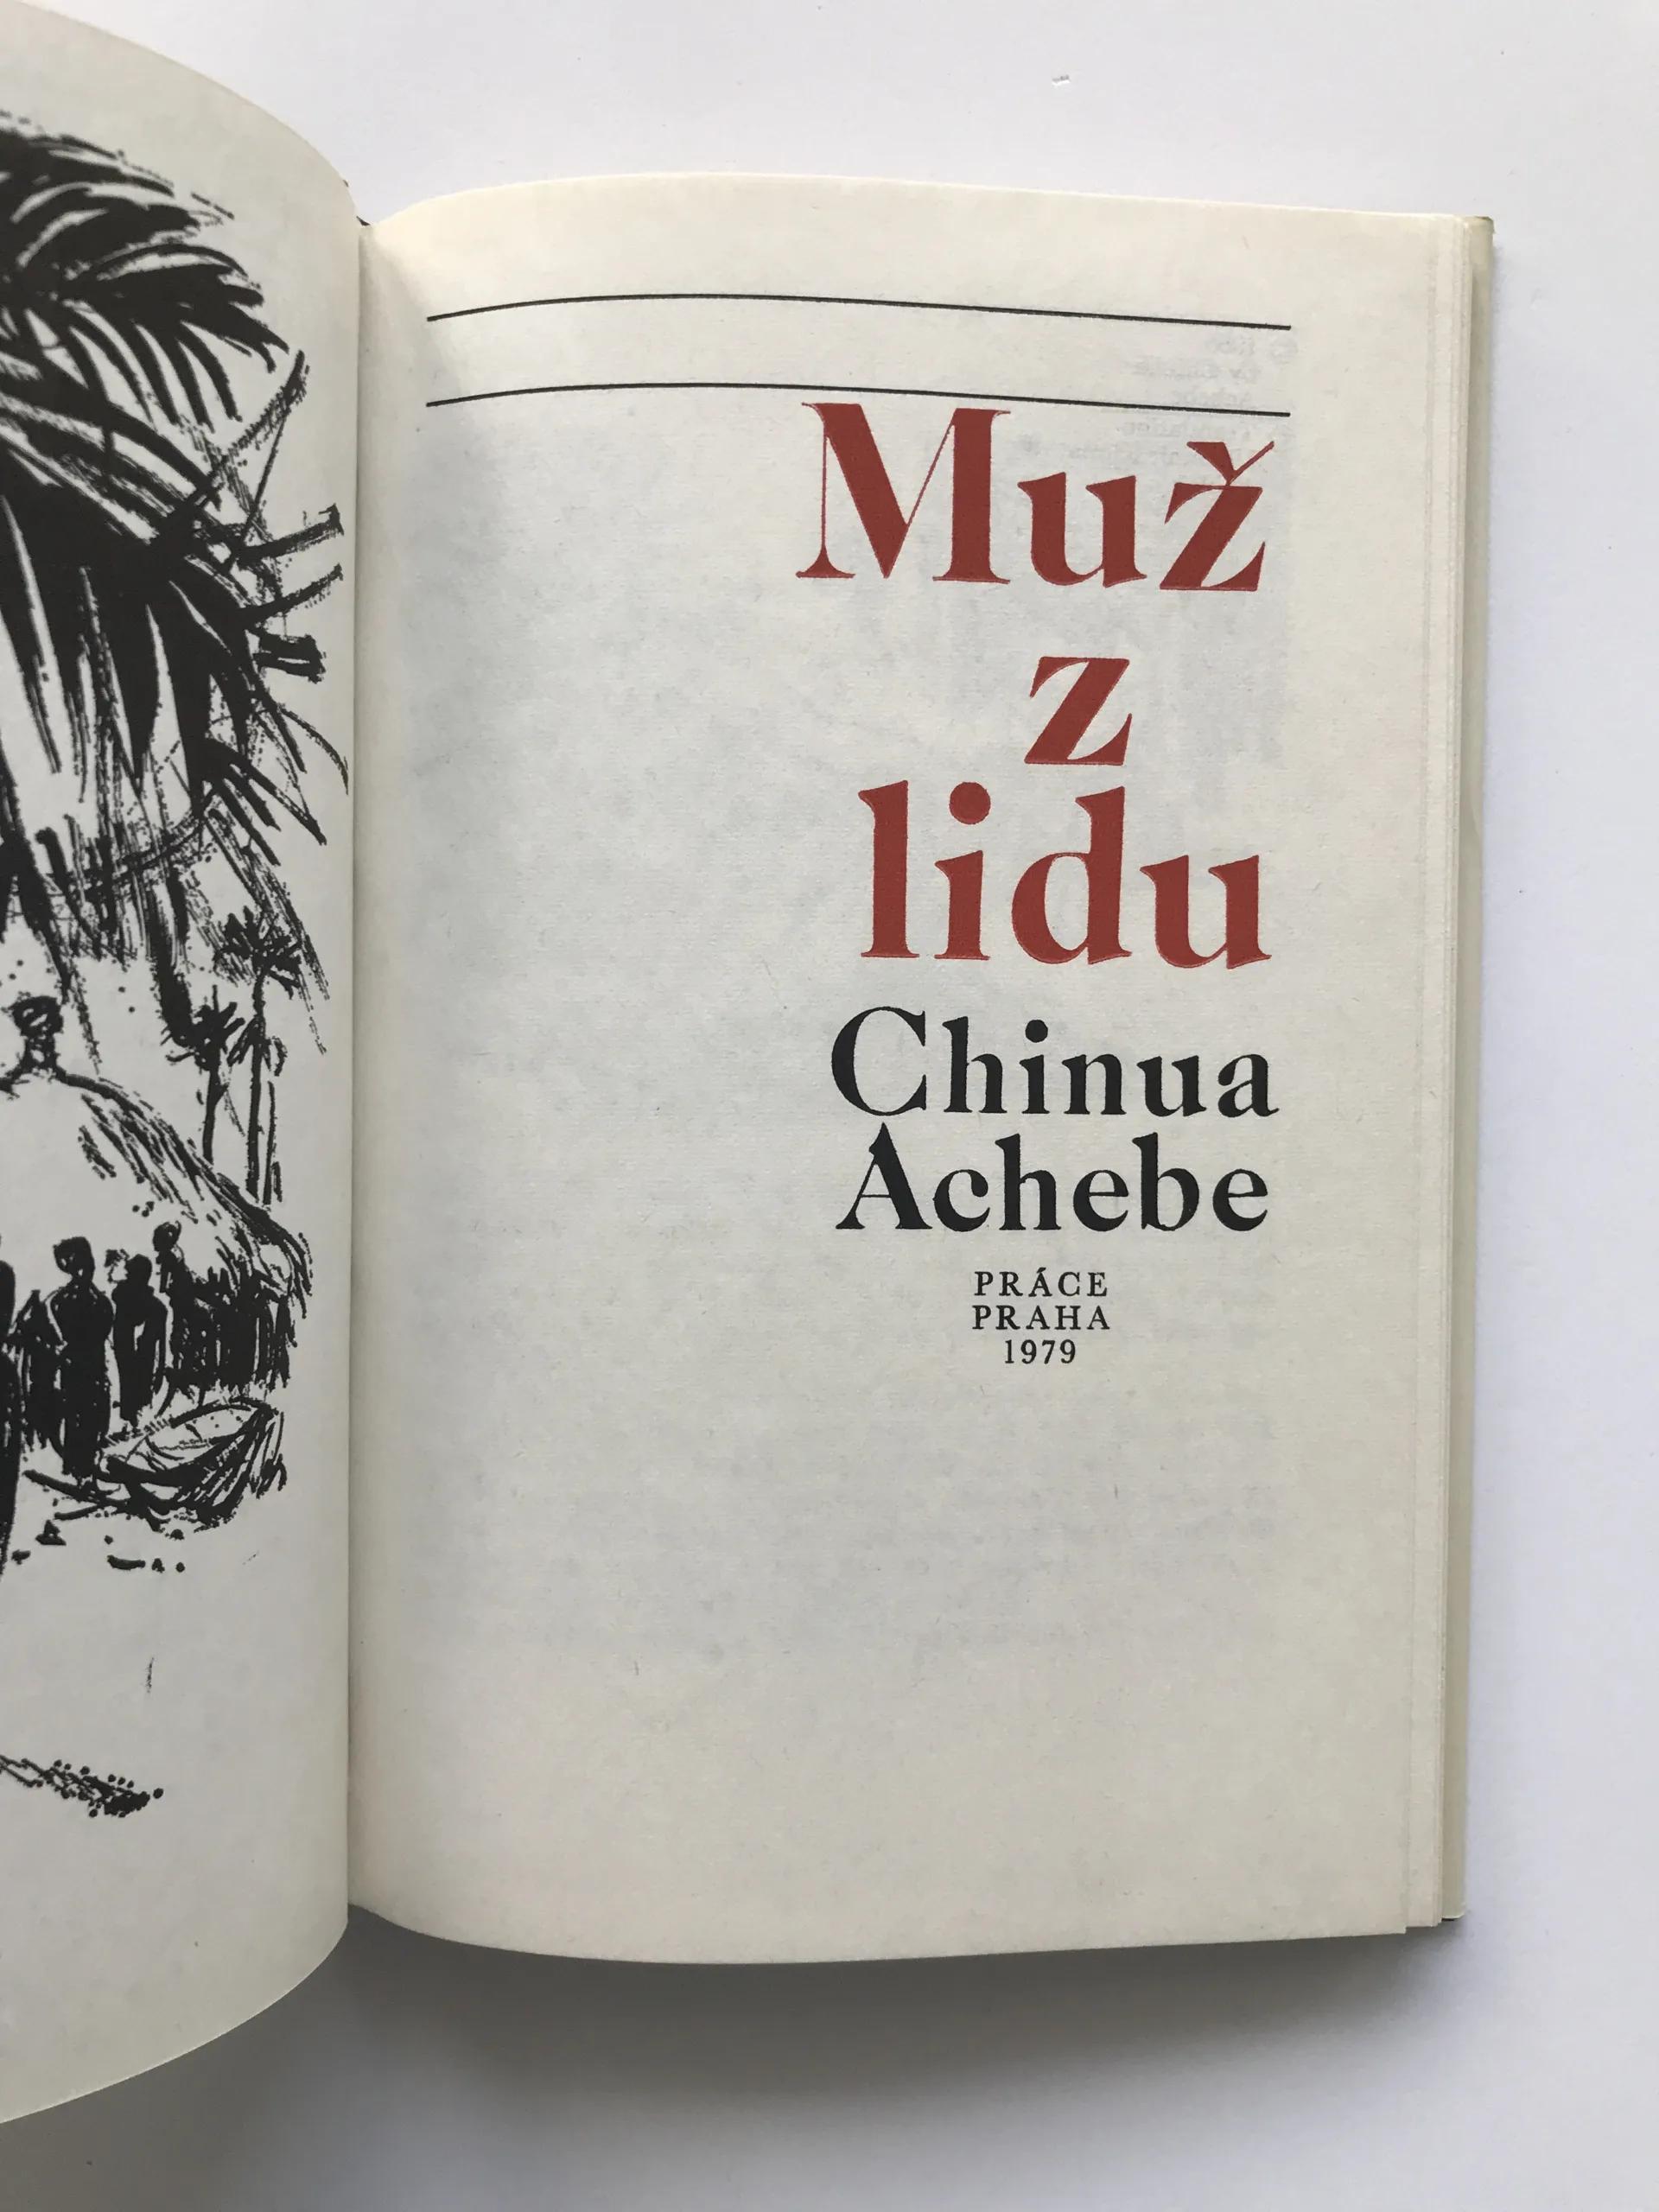 Muž
z
lidu
Chinua
Achebe
PRÁCE
PRAHA
1979